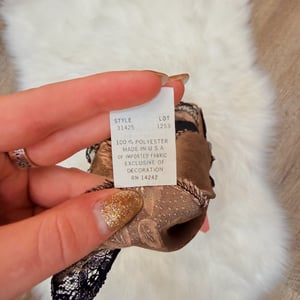 STYLE LOT
31425 1253
100% POLYESTER
MADE IN U.S.A.
OF IMPORTED FABRIC
EXCLUSIVE OF
DECORATION
RN 14242